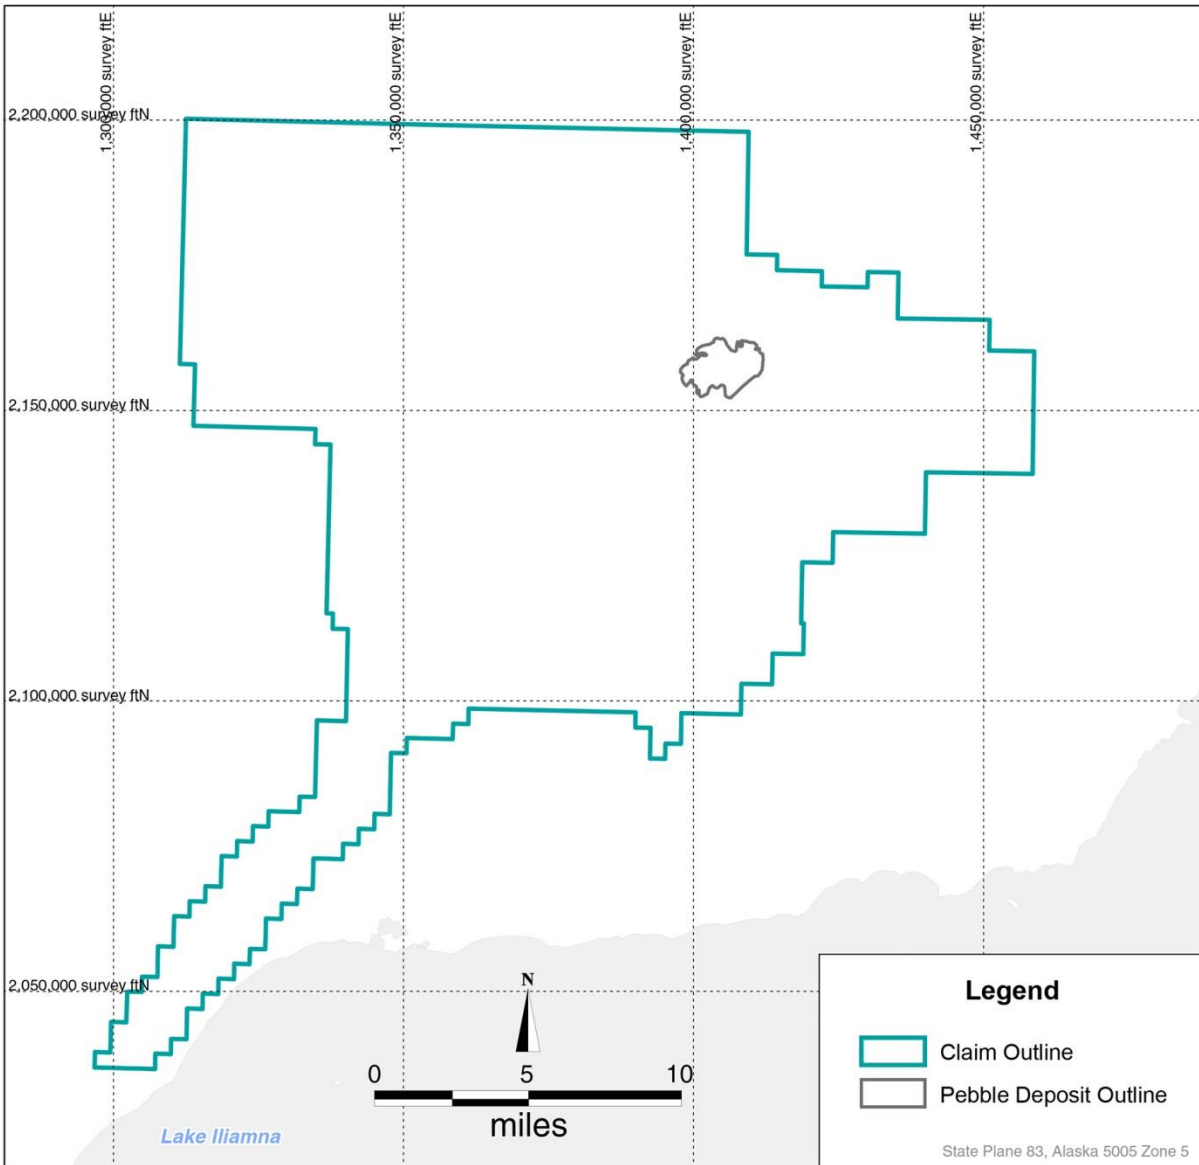 1,300,000 survey ftE
1,350,000 survey ftE
1,400,000 survey ftE
1,450,000 survey ftE
2,200,000 survey ftN
2,150,000 survey ftN
2,100,000 survey ftN
2,050,000 survey ftN
N
0 5 10
miles
Lake Iliamna
Legend
Claim Outline
Pebble Deposit Outline
State Plane 83, Alaska 5005 Zone 5